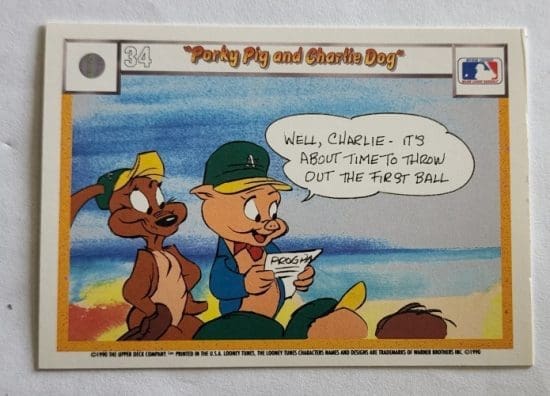 34
"Porky Pig and Charlie Dog"
WELL, CHARLIE - IT'S
ABOUT TIME TO THROW
OUT THE FIRST BALL
A
PROGRA
©1990 THE UPPER DECK COMPANY ™ PRINTED IN THE U.S.A. LOONEY TUNES, THE LOONEY TUNES CHARACTERS NAMES AND DESIGNS ARE TRADEMARKS OF WARNER BROTHERS INC. ©1990